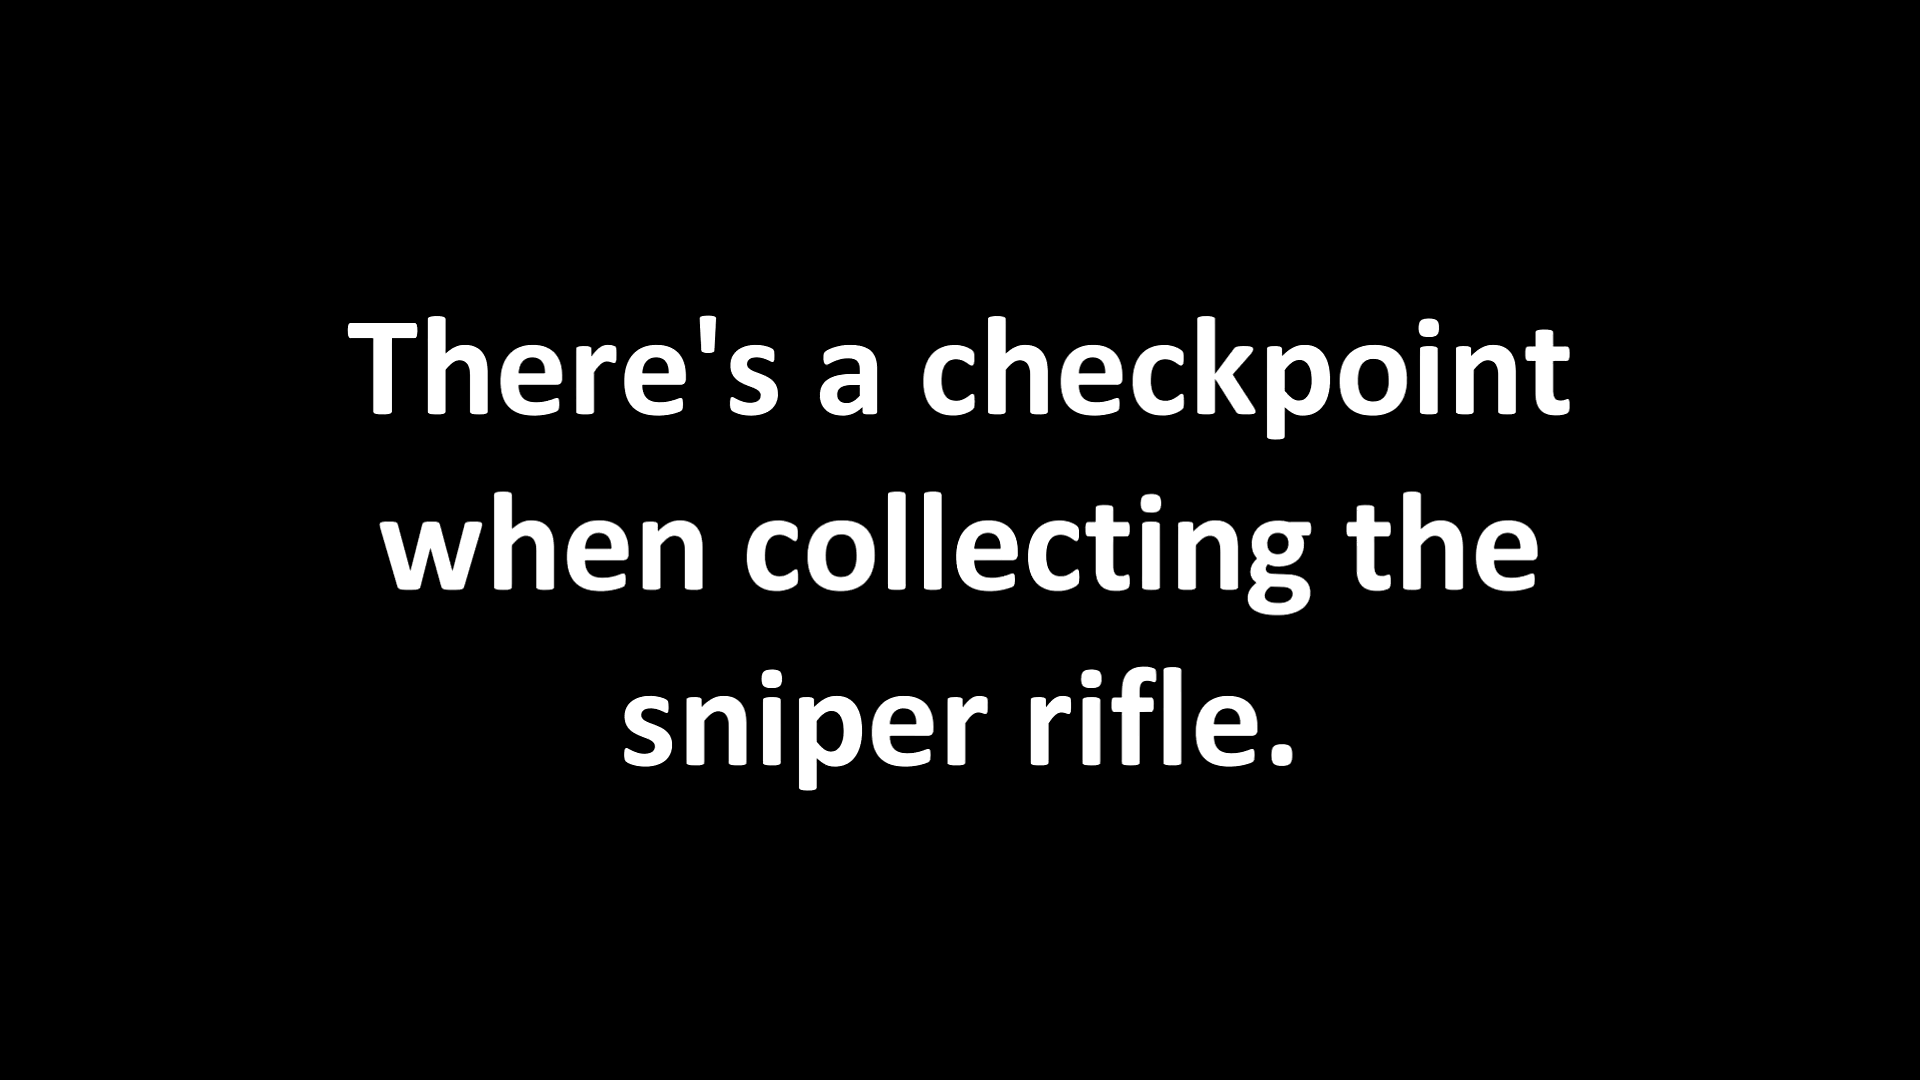 There's a checkpoint
when collecting the
sniper rifle.